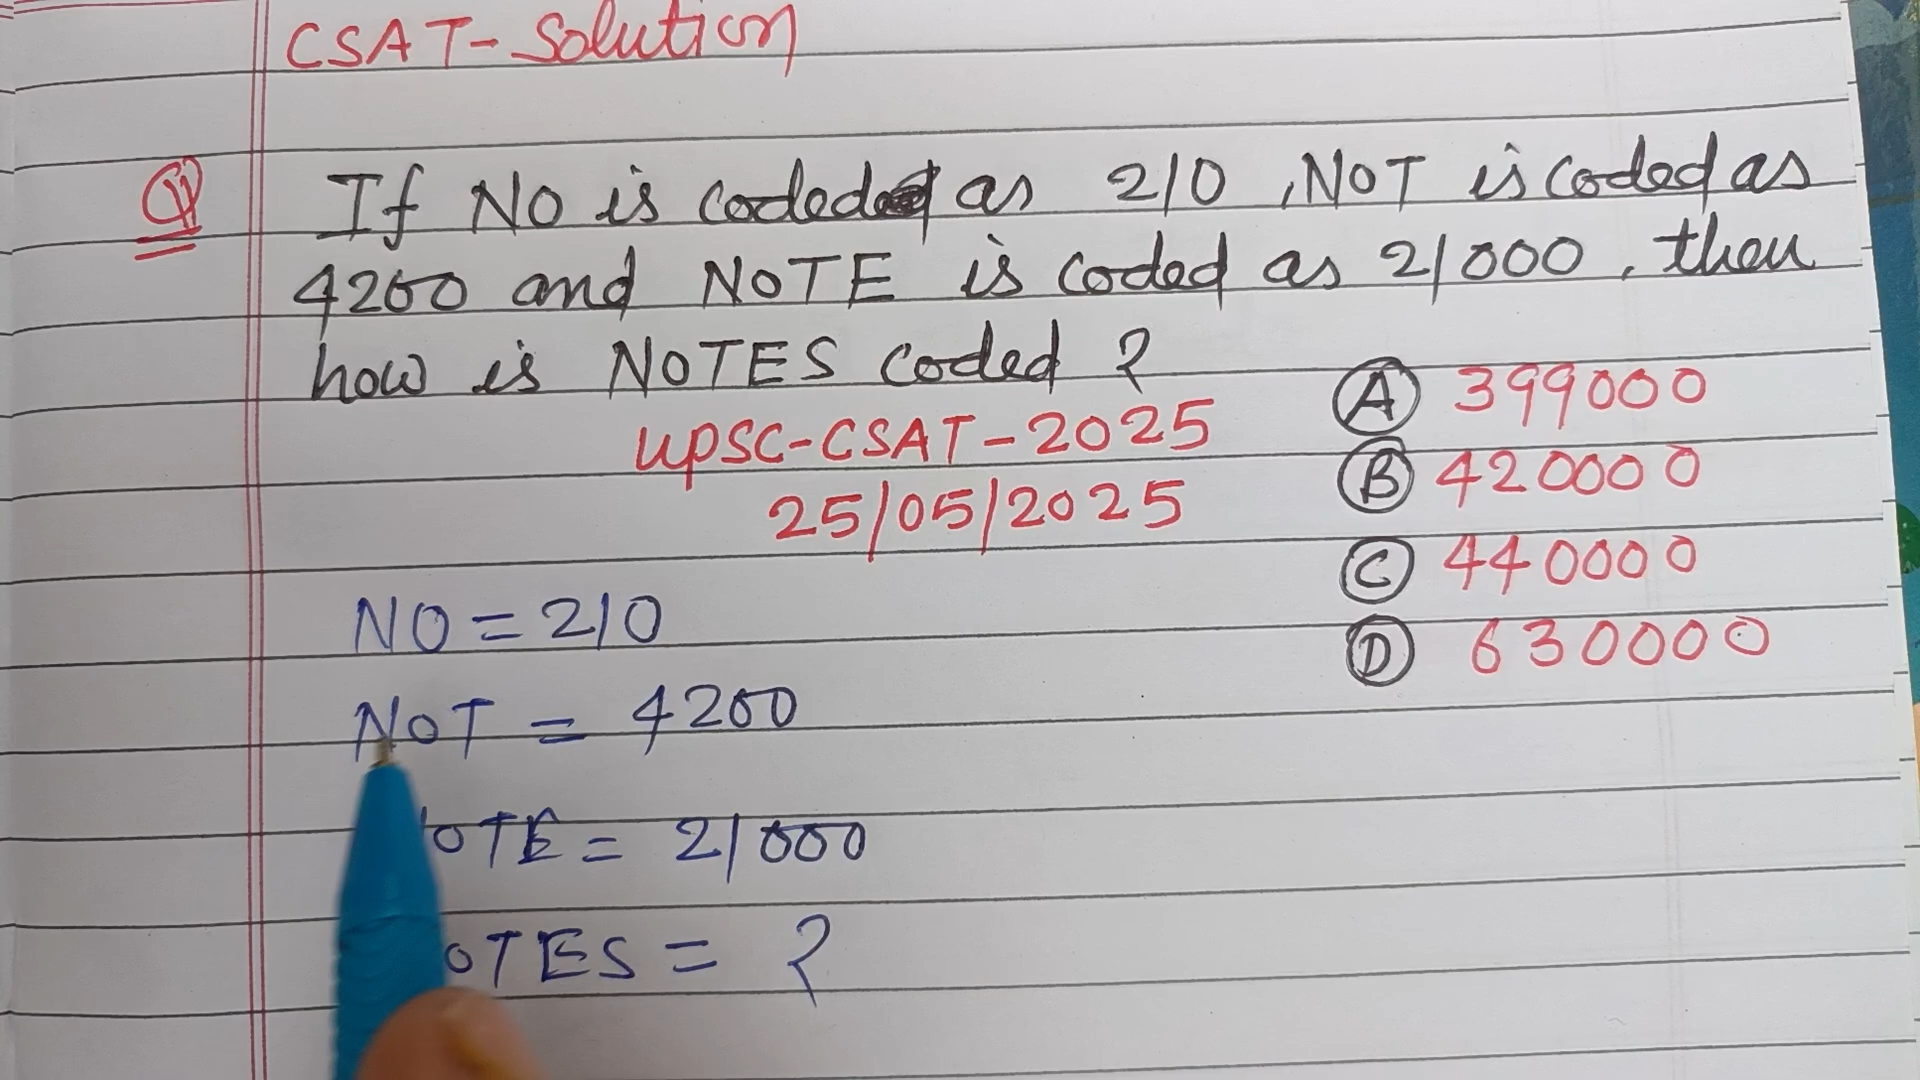 CSAT-Solution
Q If NO is coded as 210, NOT is coded as
4200 and NOTE is coded as 21000, then
how is NOTES coded ?
UPSC-CSAT-2025
25/05/2025
A 399000
B 420000
C 440000
D 630000
NO = 210
NOT = 4200
OTE = 21000
OTES = ?